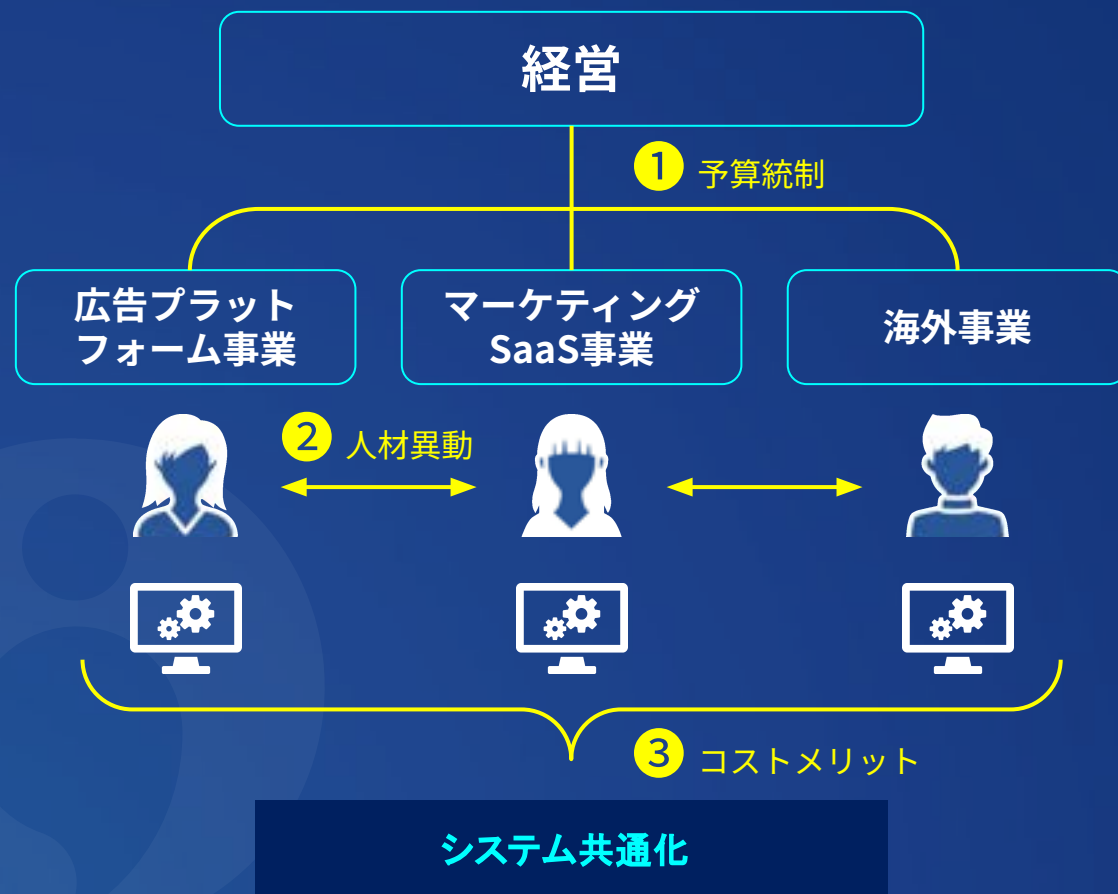 経営
1 予算統制
広告プラット
フォーム事業
マーケティング
SaaS事業
海外事業
2 人材異動
3 コストメリット
システム共通化